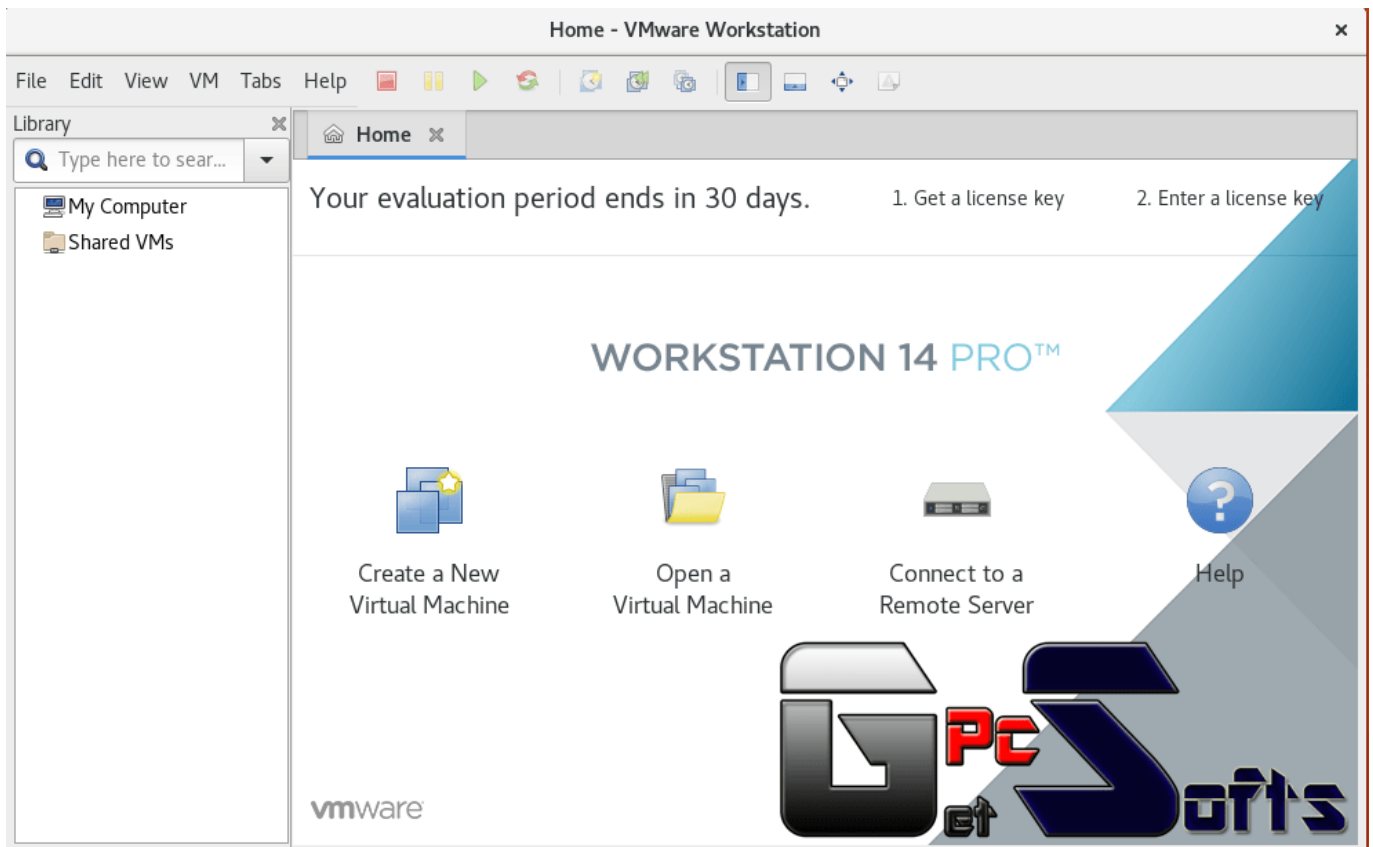 Home - VMware Workstation
File Edit View VM Tabs Help
Library
Home
Type here to sear...
My Computer
Shared VMs
Your evaluation period ends in 30 days. 1. Get a license key 2. Enter a license key
WORKSTATION 14 PRO™
Create a New
Virtual Machine
Open a
Virtual Machine
Connect to a
Remote Server
Help
vmware
Get Pc Softs